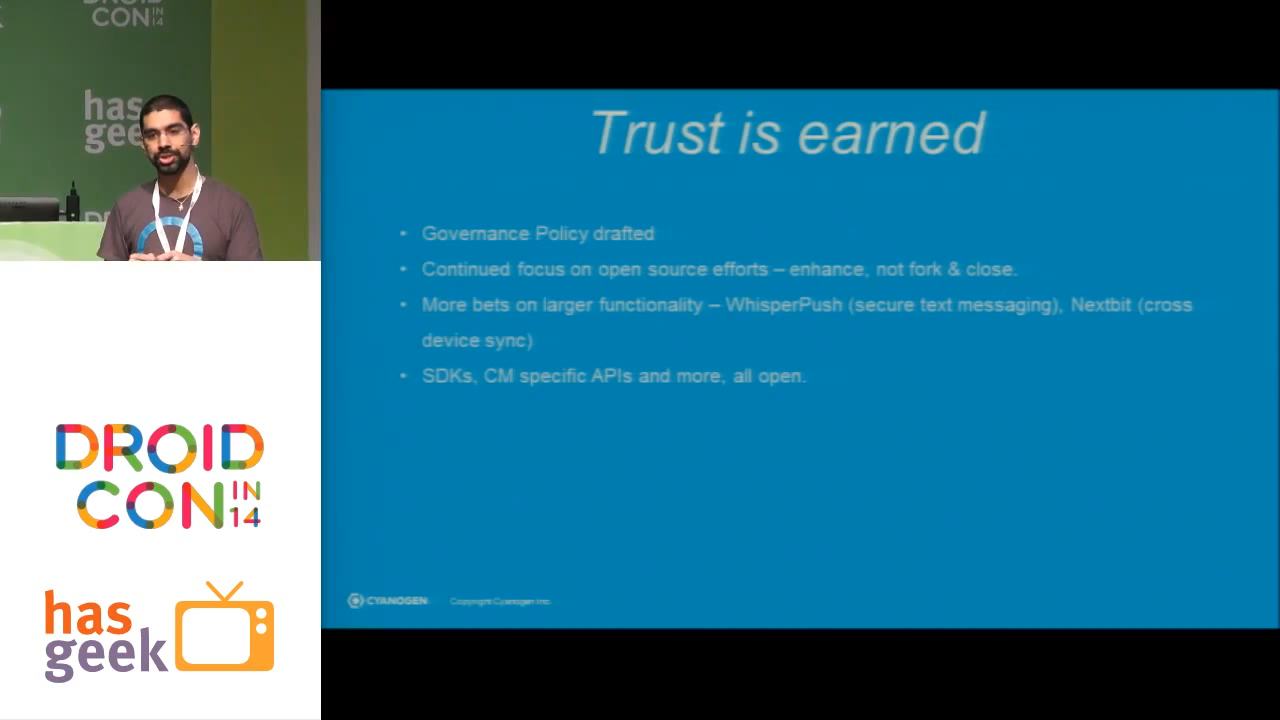 DROID
CON IN 14
has
geek
Trust is earned
• Governance Policy drafted
• Continued focus on open source efforts – enhance, not fork & close.
• More bets on larger functionality – WhisperPush (secure text messaging), Nextbit (cross
device sync)
• SDKs, CM specific APIs and more, all open.
CYANOGEN
Copyright Cyanogen Inc.
DROID
CON IN 14
has
geek